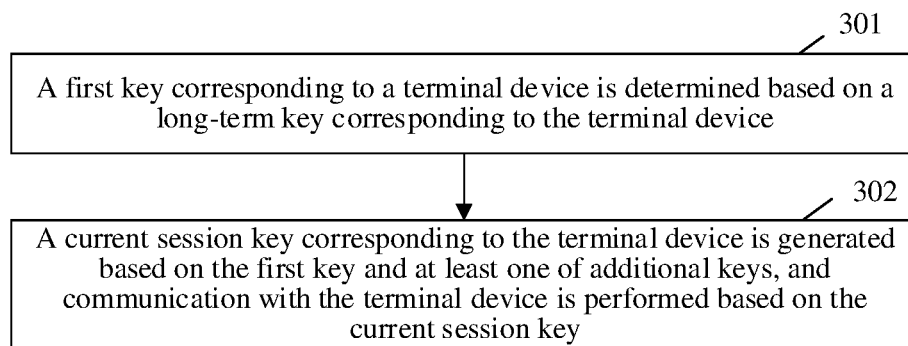 301
A first key corresponding to a terminal device is determined based on a
long-term key corresponding to the terminal device
302
A current session key corresponding to the terminal device is generated
based on the first key and at least one of additional keys, and
communication with the terminal device is performed based on the
current session key